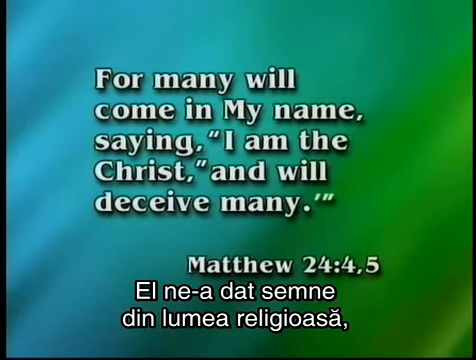 For many will
come in My name,
saying, "I am the
Christ," and will
deceive many.'"
Matthew 24:4,5
El ne-a dat semne
din lumea religioasă,